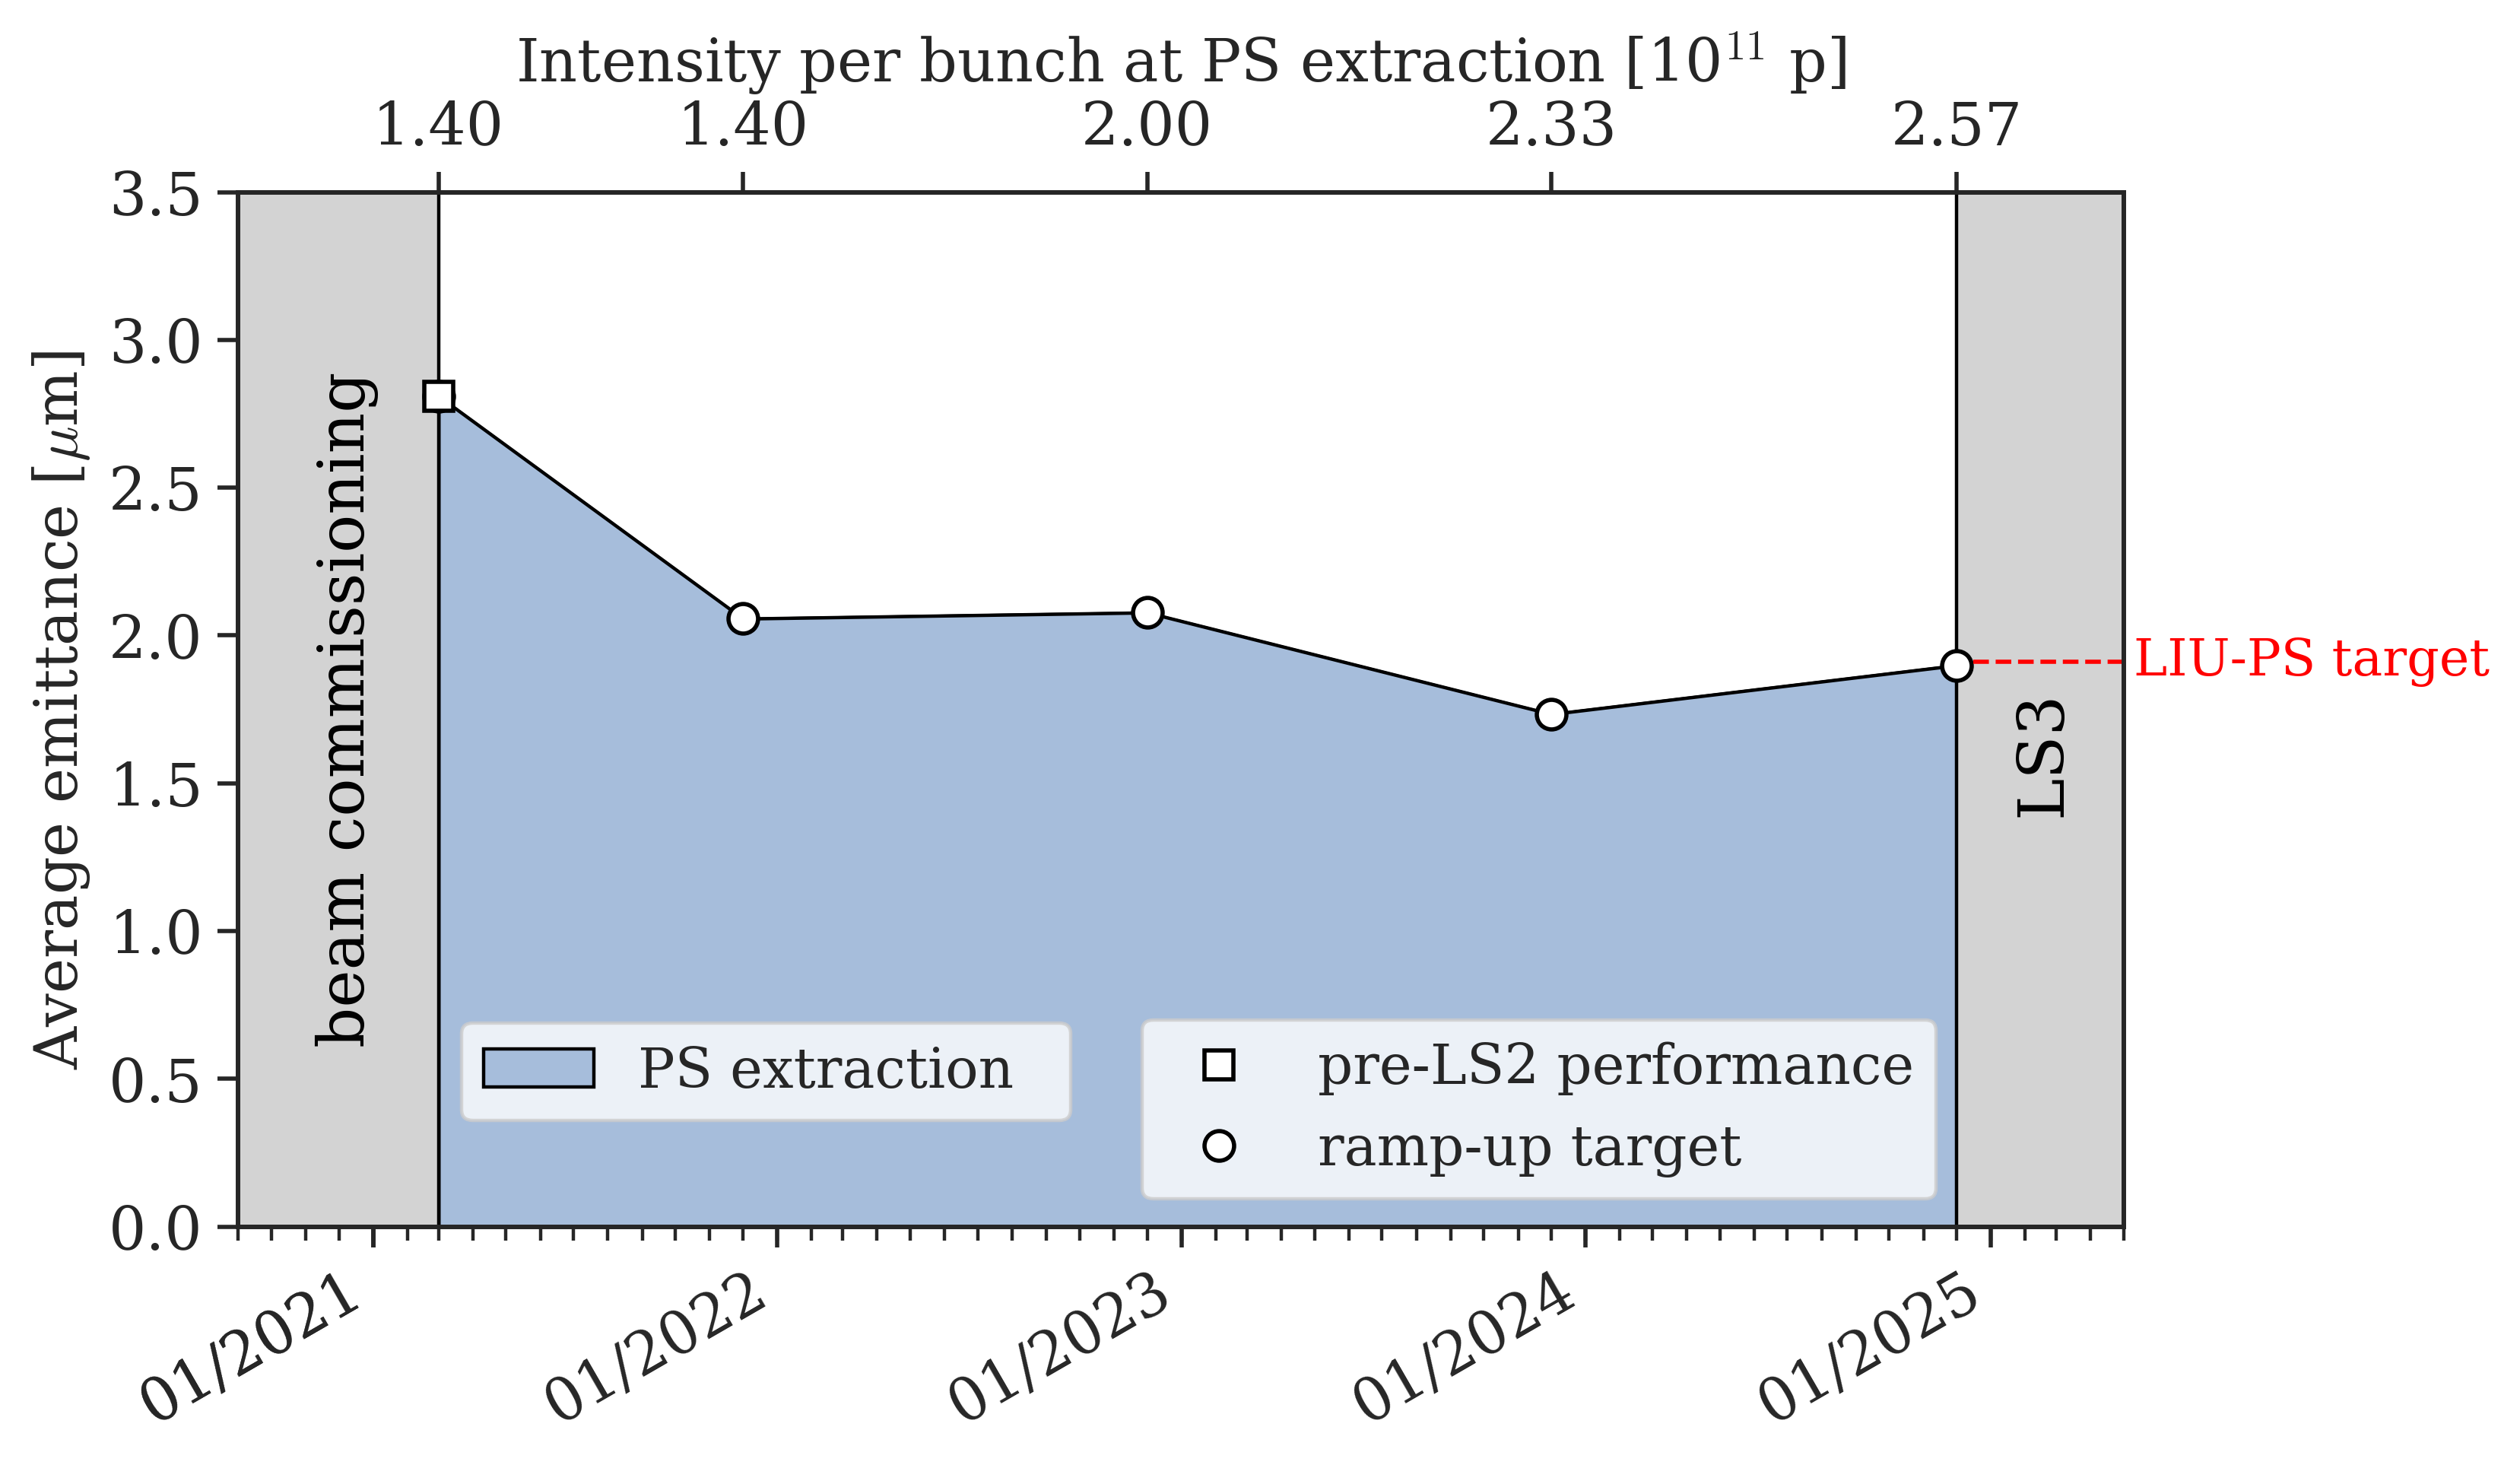 Intensity per bunch at PS extraction [10¹¹ p]
1.40 1.40 2.00 2.33 2.57
Average emittance [μm]
3.5
3.0
2.5
2.0
1.5
1.0
0.5
0.0
beam commissioning
LS3
LIU-PS target
PS extraction
pre-LS2 performance
ramp-up target
01/2021 01/2022 01/2023 01/2024 01/2025